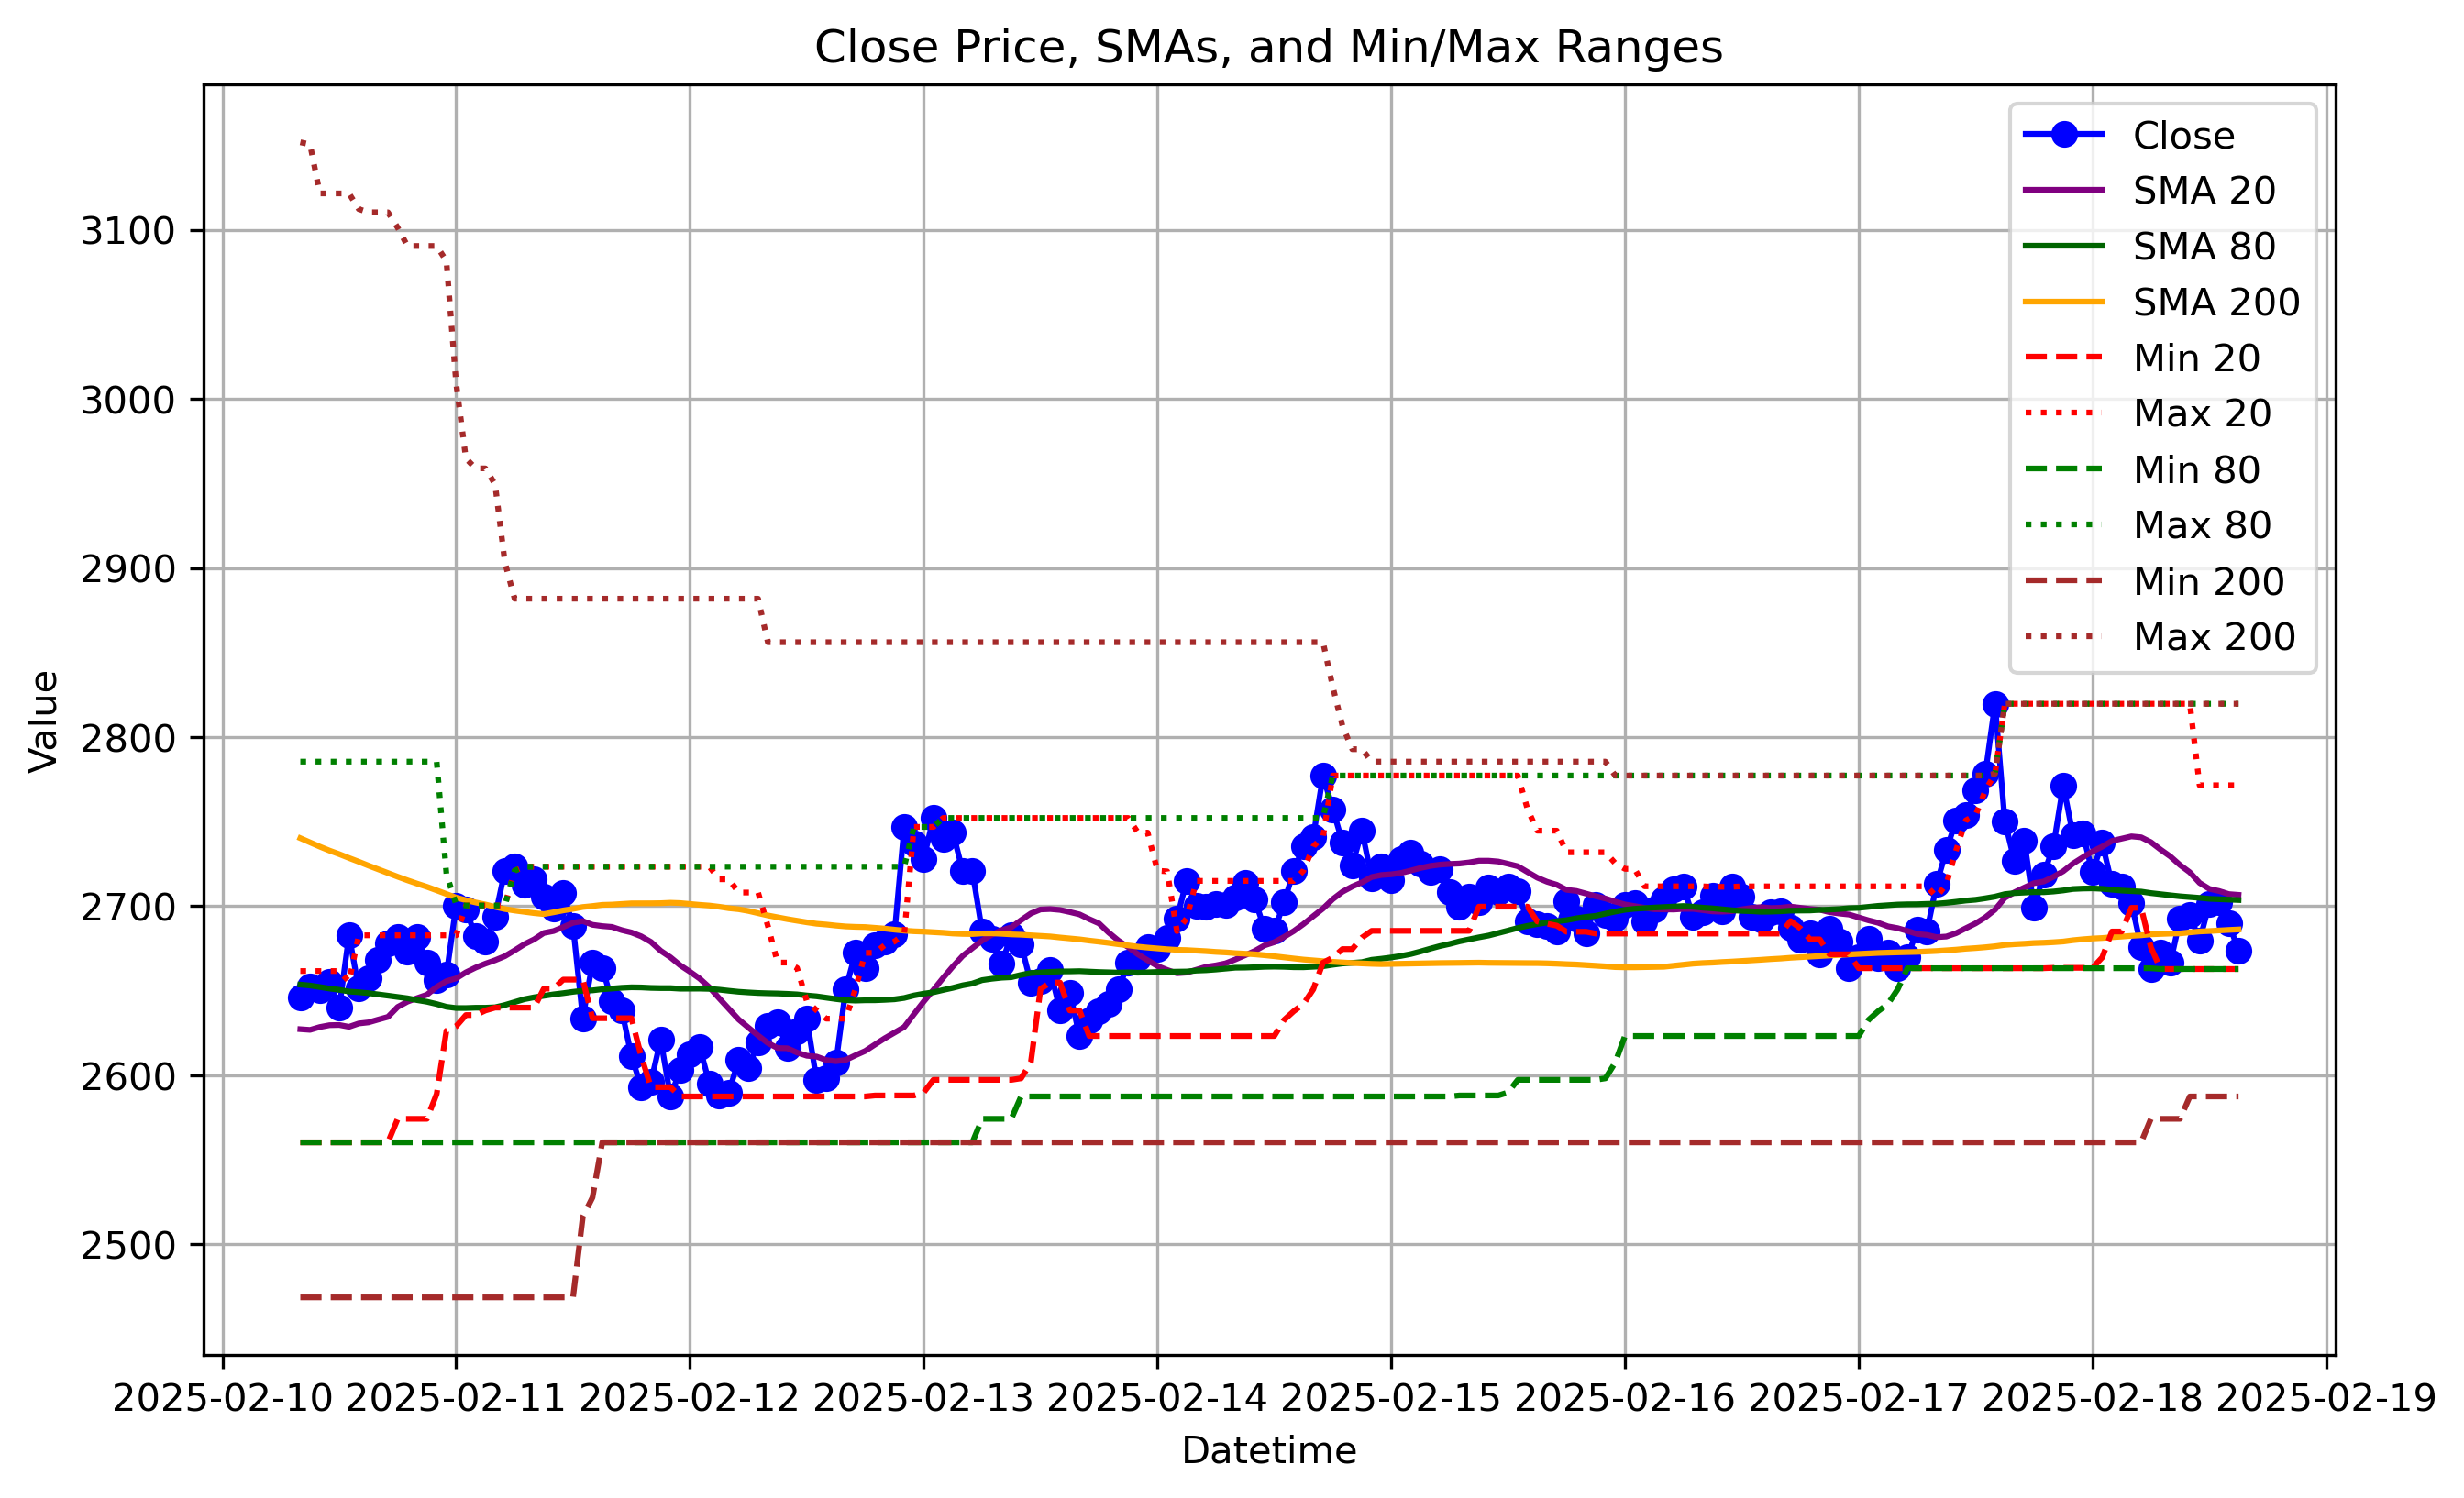 Close Price, SMAs, and Min/Max Ranges
Close
SMA 20
SMA 80
SMA 200
Min 20
Max 20
Min 80
Max 80
Min 200
Max 200
Value
3100
3000
2900
2800
2700
2600
2500
2025-02-10 2025-02-11 2025-02-12 2025-02-13 2025-02-14 2025-02-15 2025-02-16 2025-02-17 2025-02-18 2025-02-19
Datetime